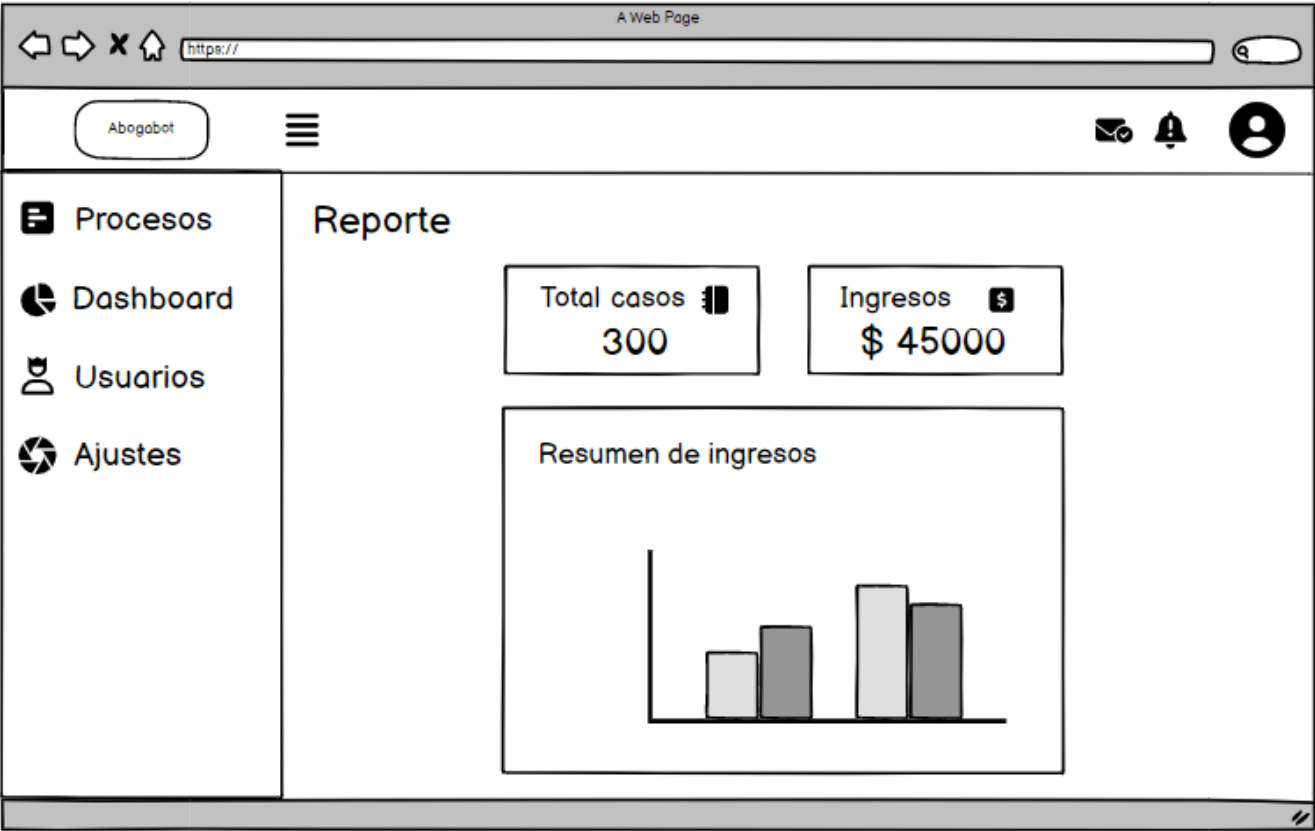 A Web Page
https://
Abogabot
Procesos
Dashboard
Usuarios
Ajustes
Reporte
Total casos
300
Ingresos
$
$ 45000
Resumen de ingresos